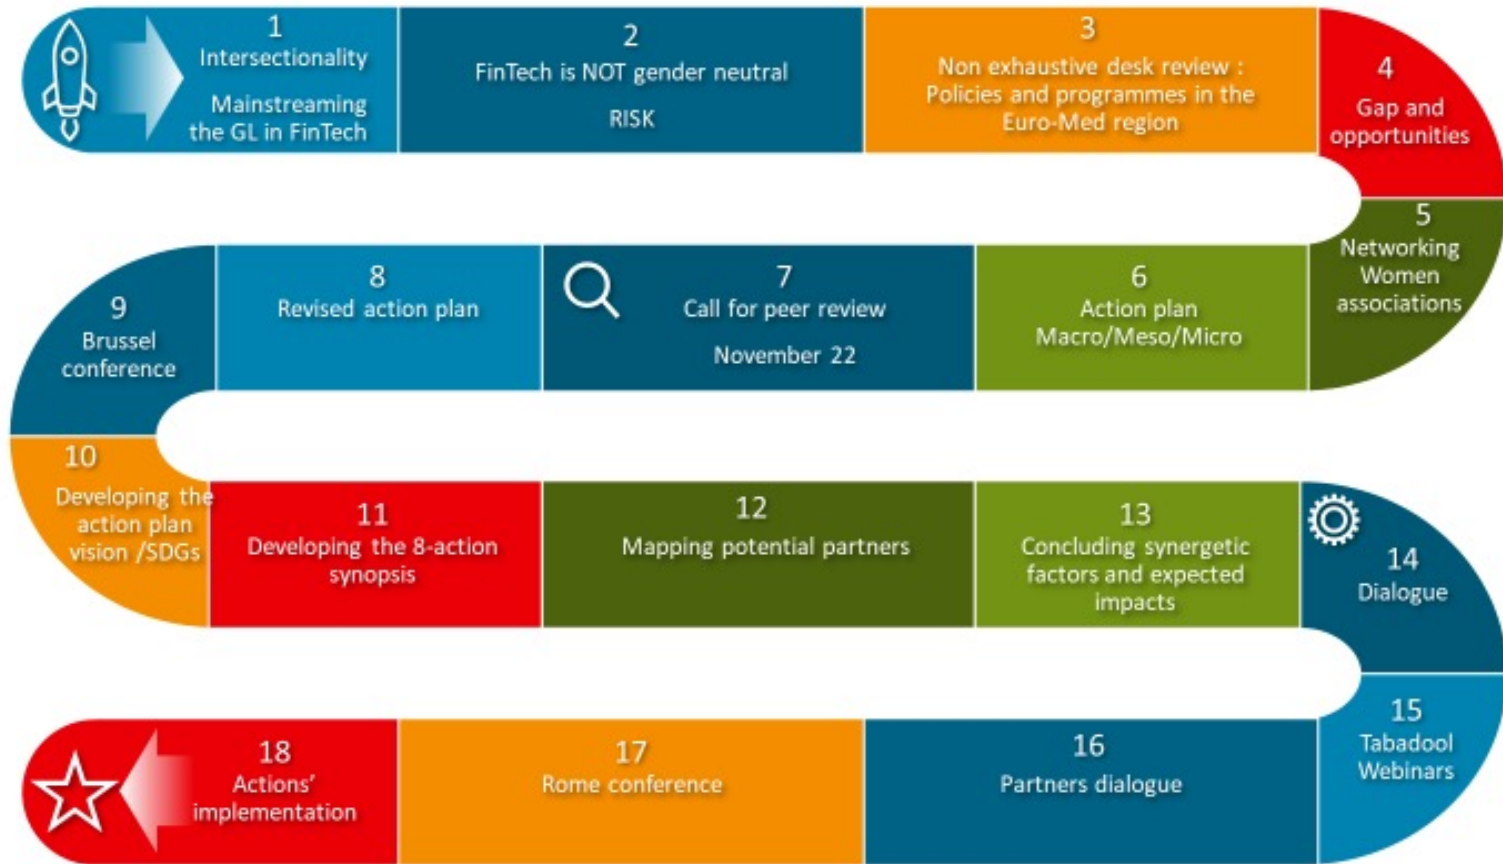 1
Intersectionality
Mainstreaming
the GL in FinTech
2
FinTech is NOT gender neutral
RISK
3
Non exhaustive desk review :
Policies and programmes in the
Euro-Med region
4
Gap and
opportunities
5
Networking
Women
associations
6
Action plan
Macro/Meso/Micro
7
Call for peer review
November 22
8
Revised action plan
9
Brussel
conference
10
Developing the
action plan
vision /SDGs
11
Developing the 8-action
synopsis
12
Mapping potential partners
13
Concluding synergetic
factors and expected
impacts
14
Dialogue
15
Tabadool
Webinars
16
Partners dialogue
17
Rome conference
18
Actions’
implementation